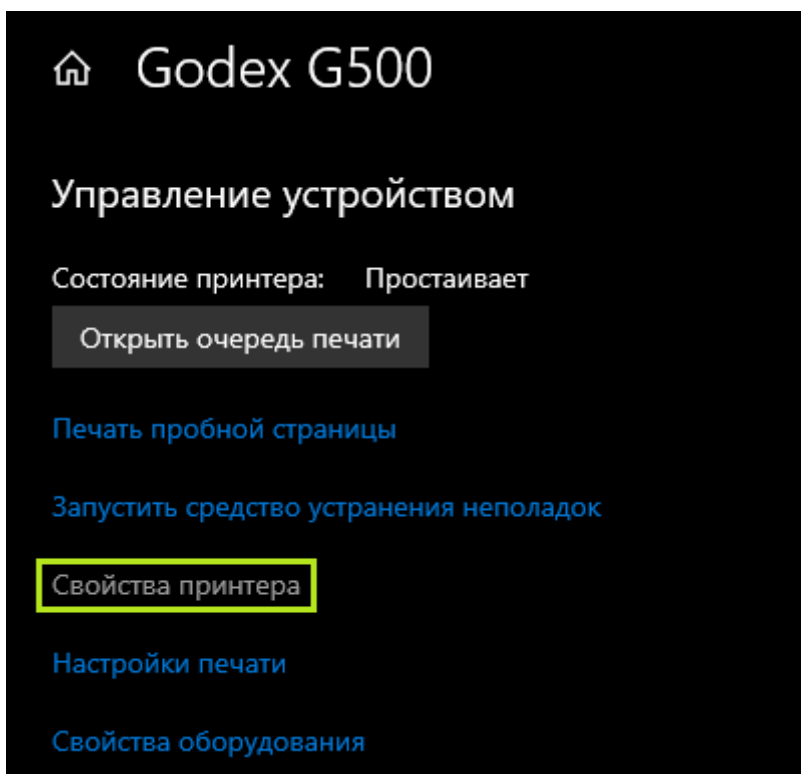 Godex G500
Управление устройством
Состояние принтера: Простаивает
Открыть очередь печати
Печать пробной страницы
Запустить средство устранения неполадок
Свойства принтера
Настройки печати
Свойства оборудования